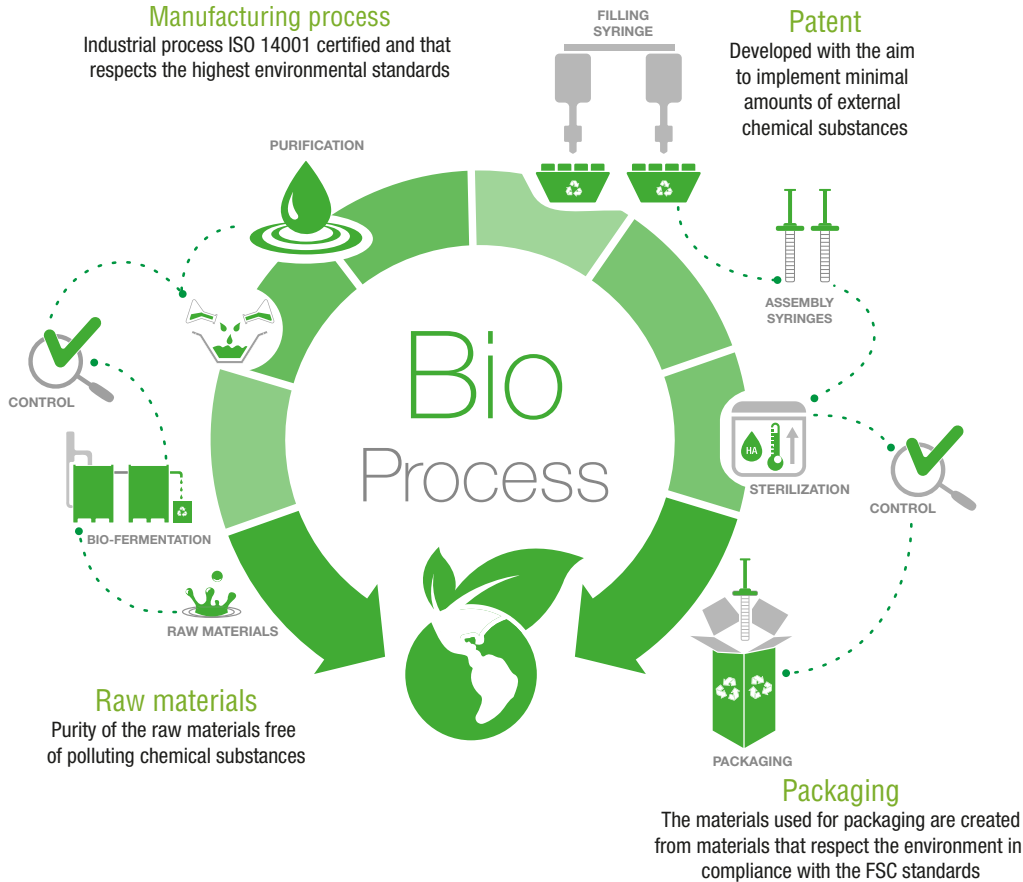 Manufacturing process
Industrial process ISO 14001 certified and that
respects the highest environmental standards
FILLING
SYRINGE
Patent
Developed with the aim
to implement minimal
amounts of external
chemical substances
PURIFICATION
ASSEMBLY
SYRINGES
CONTROL
Bio
Process
HA
STERILIZATION
CONTROL
BIO-FERMENTATION
RAW MATERIALS
Raw materials
Purity of the raw materials free
of polluting chemical substances
PACKAGING
Packaging
The materials used for packaging are created
from materials that respect the environment in
compliance with the FSC standards